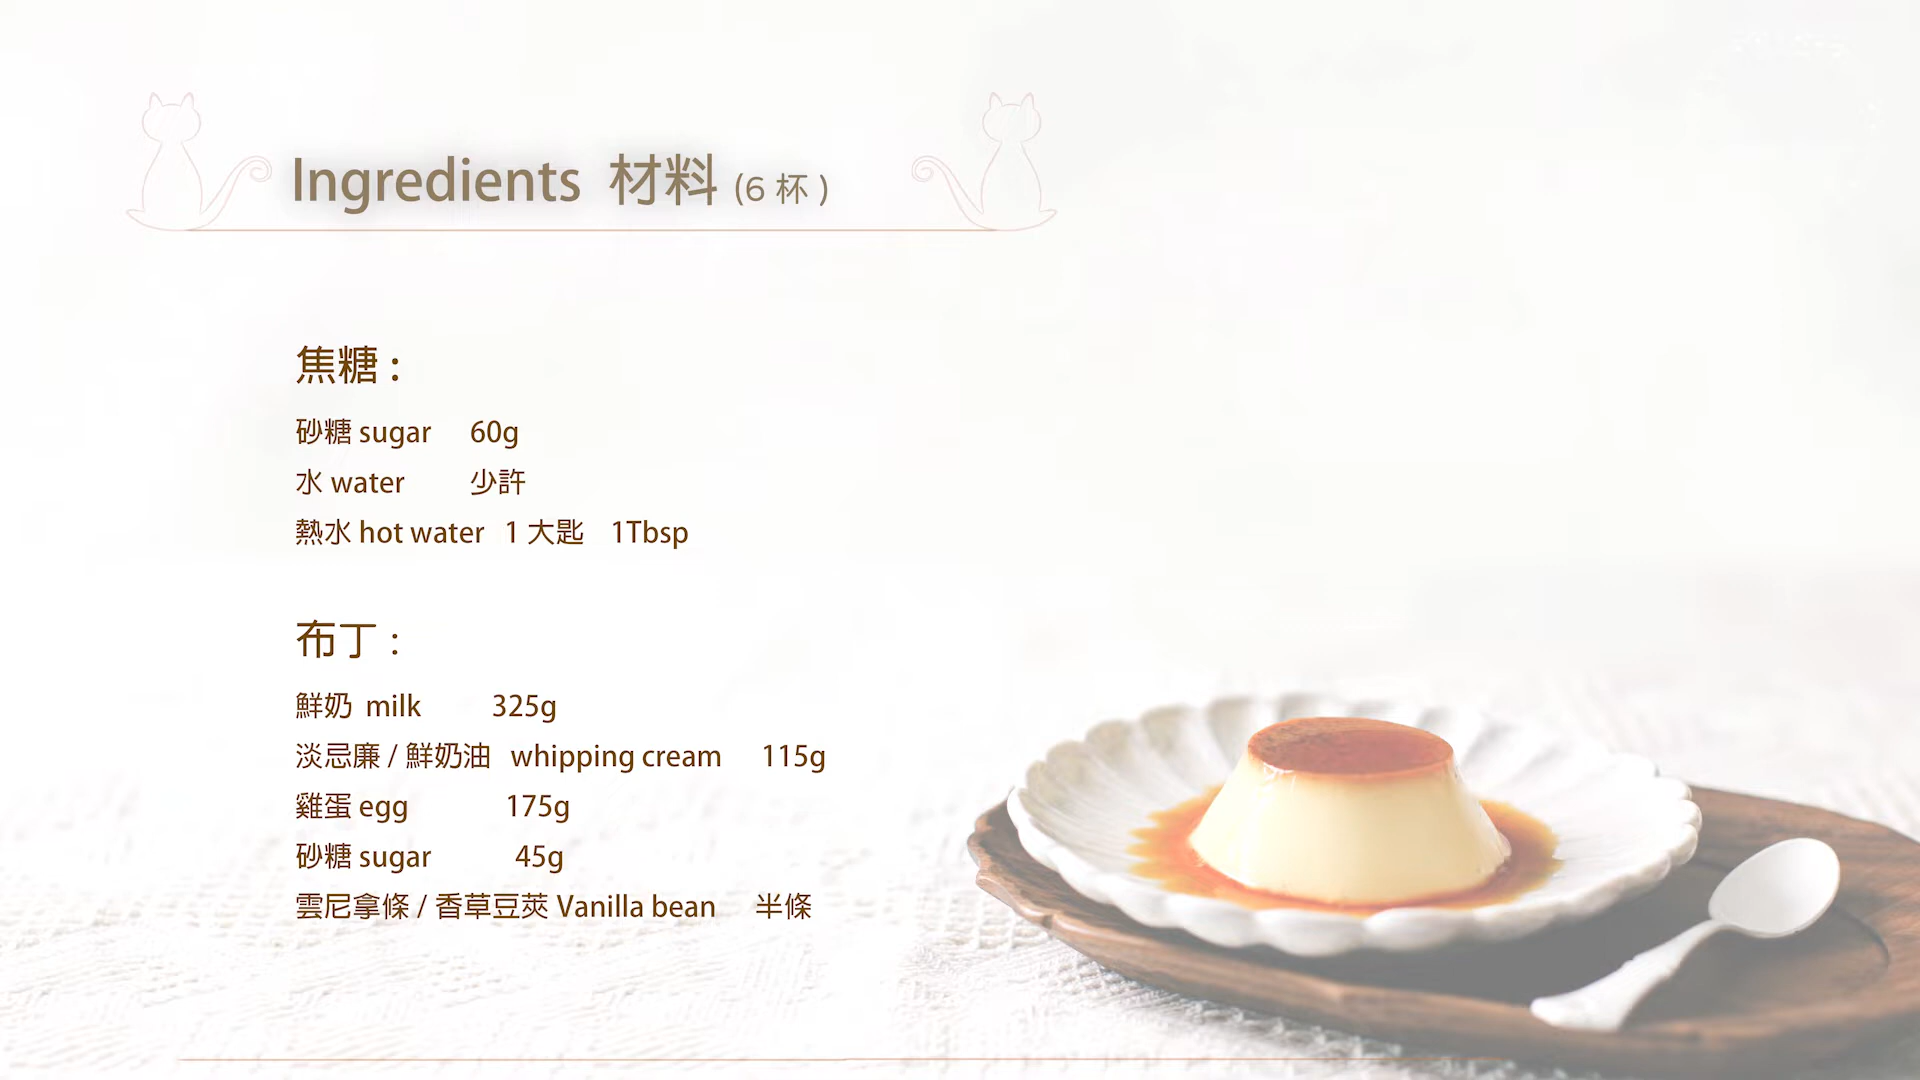 Ingredients 材料 (6 杯 )
焦糖 :
砂糖 sugar 60g
水 water 少許
熱水 hot water 1 大匙 1Tbsp
布丁 :
鮮奶 milk 325g
淡忌廉 / 鮮奶油 whipping cream 115g
雞蛋 egg 175g
砂糖 sugar 45g
雲尼拿條 / 香草豆莢 Vanilla bean 半條